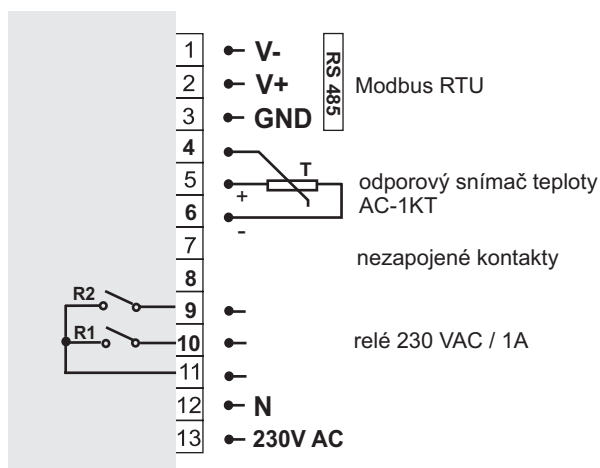 1 V-
2 V+
3 GND
RS 485
Modbus RTU
4
5 + T
6 -
odporový snímač teploty
AC-1KT
7
nezapojené kontakty
8
R2 9
R1 10
relé 230 VAC / 1A
11
12 N
13 230V AC